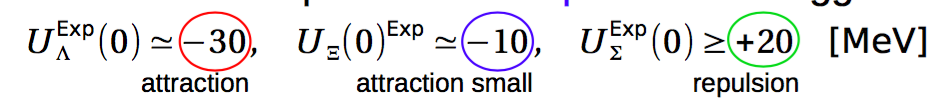 U_Λ^Exp(0) ≃ −30, U_Ξ(0)^Exp ≃ −10, U_Σ^Exp(0) ≥ +20 [MeV]
attraction attraction small repulsion